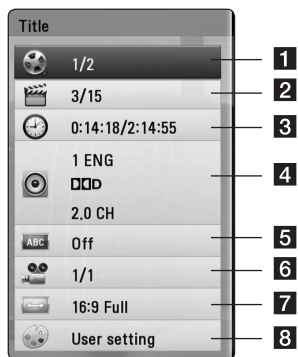 Title
1/2 1
3/15 2
0:14:18/2:14:55 3
1 ENG
D 4
2.0 CH
ABC Off 5
1/1 6
16:9 Full 7
User setting 8